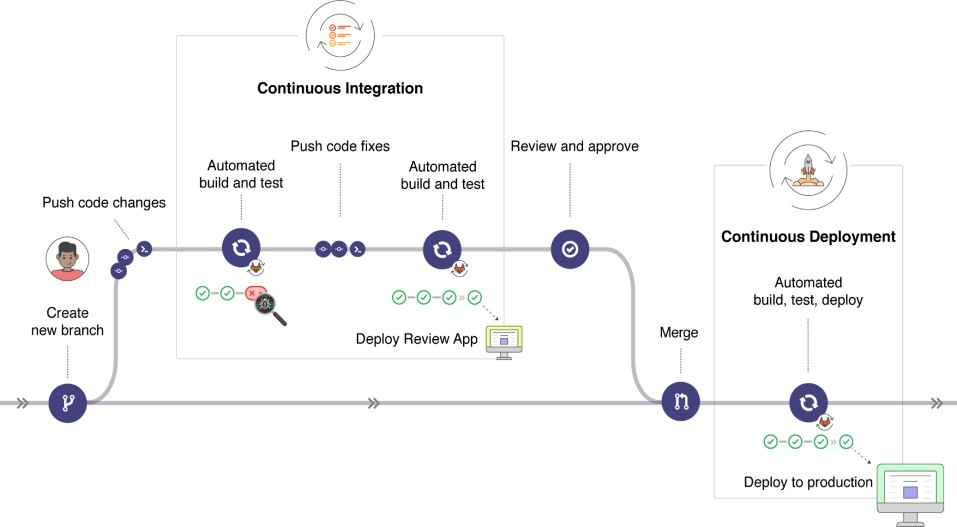 Continuous Integration
Push code fixes
Review and approve
Automated
build and test
Automated
build and test
Push code changes
Continuous Deployment
Automated
build, test, deploy
Create
new branch
Deploy Review App
Merge
Deploy to production